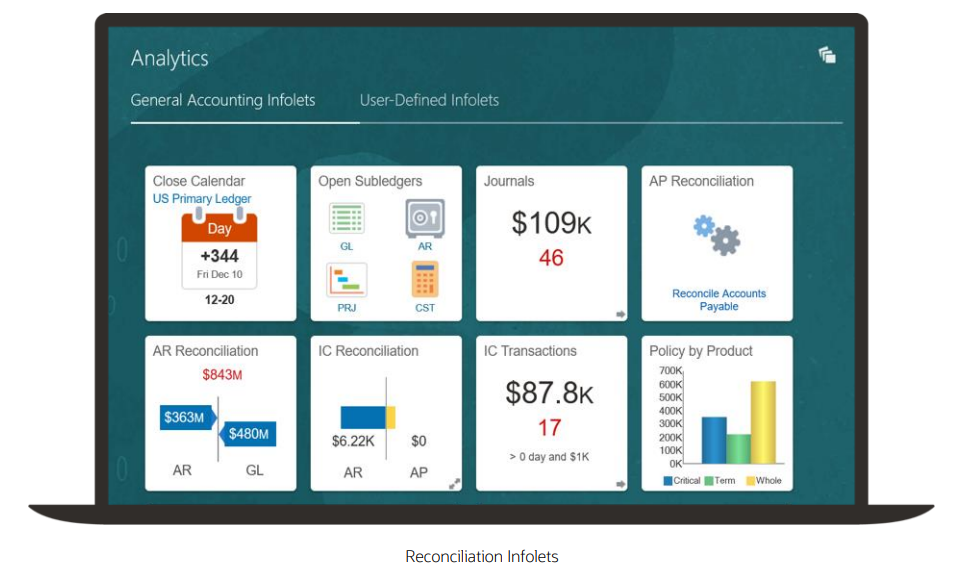 Analytics
General Accounting Infolets
User-Defined Infolets
Close Calendar
US Primary Ledger
Day
+344
Fri Dec 10
12-20
Open Subledgers
GL
AR
PRJ
CST
Journals
$109K
46
AP Reconciliation
Reconcile Accounts
Payable
AR Reconciliation
$843M
$363M
$480M
AR
GL
IC Reconciliation
$6.22K
$0
AR
AP
IC Transactions
$87.8K
17
> 0 day and $1K
Policy by Product
700K
600K
500K
400K
300K
200K
100K
0K
Critical
Term
Whole
Reconciliation Infolets